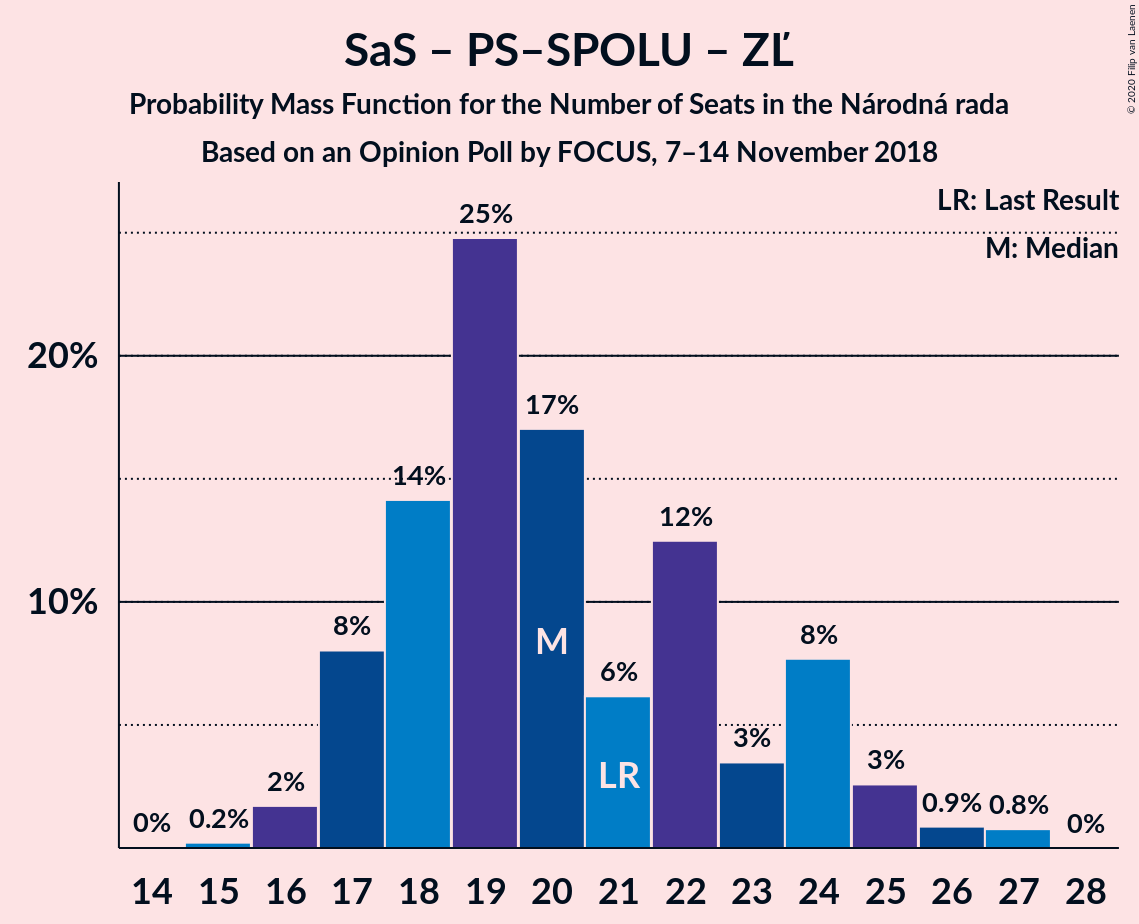 SaS – PS–SPOLU – ZĽ
Probability Mass Function for the Number of Seats in the Národná rada
Based on an Opinion Poll by FOCUS, 7–14 November 2018
© 2020 Filip van Laenen
LR: Last Result
M: Median
20%
10%
0%
0.2%
2%
8%
14%
25%
17%
6%
12%
3%
8%
3%
0.9%
0.8%
0%
M
LR
14 15 16 17 18 19 20 21 22 23 24 25 26 27 28